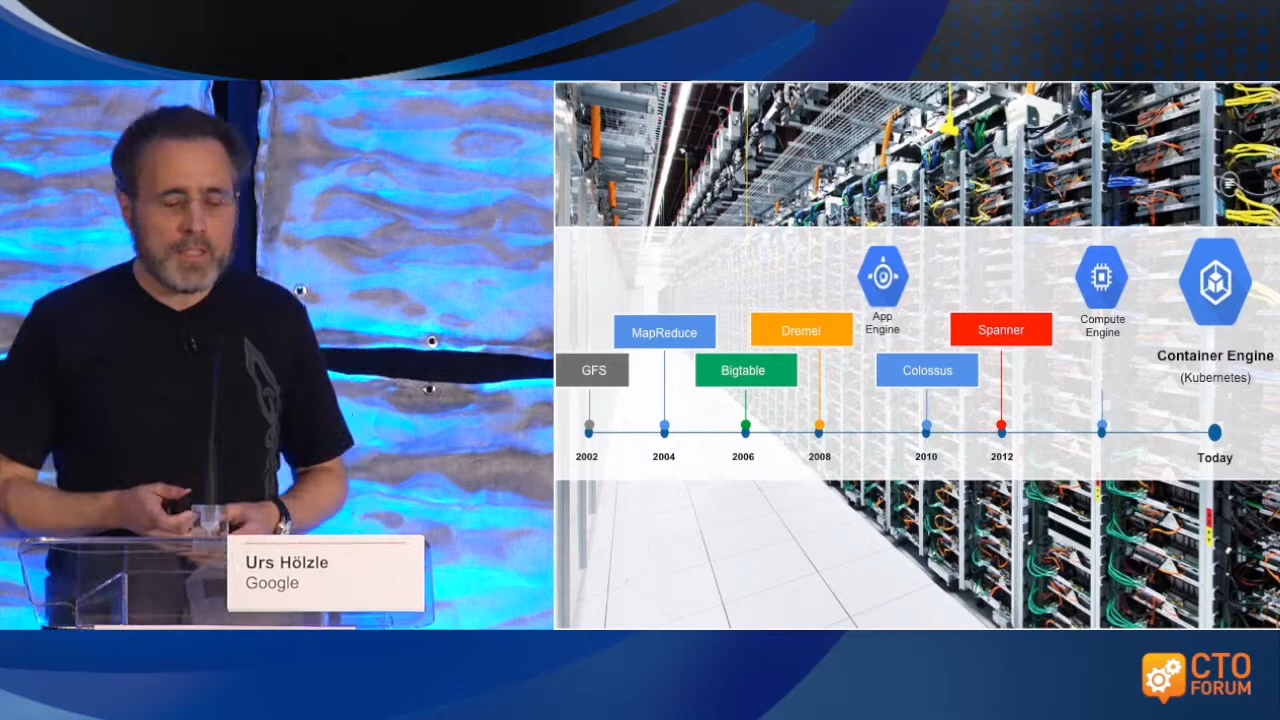 App
Engine
Compute
Engine
MapReduce
Dremel
Spanner
GFS
Bigtable
Colossus
Container Engine
(Kubernetes)
2002
2004
2006
2008
2010
2012
Today
Urs Hölzle
Google
CTO
FORUM